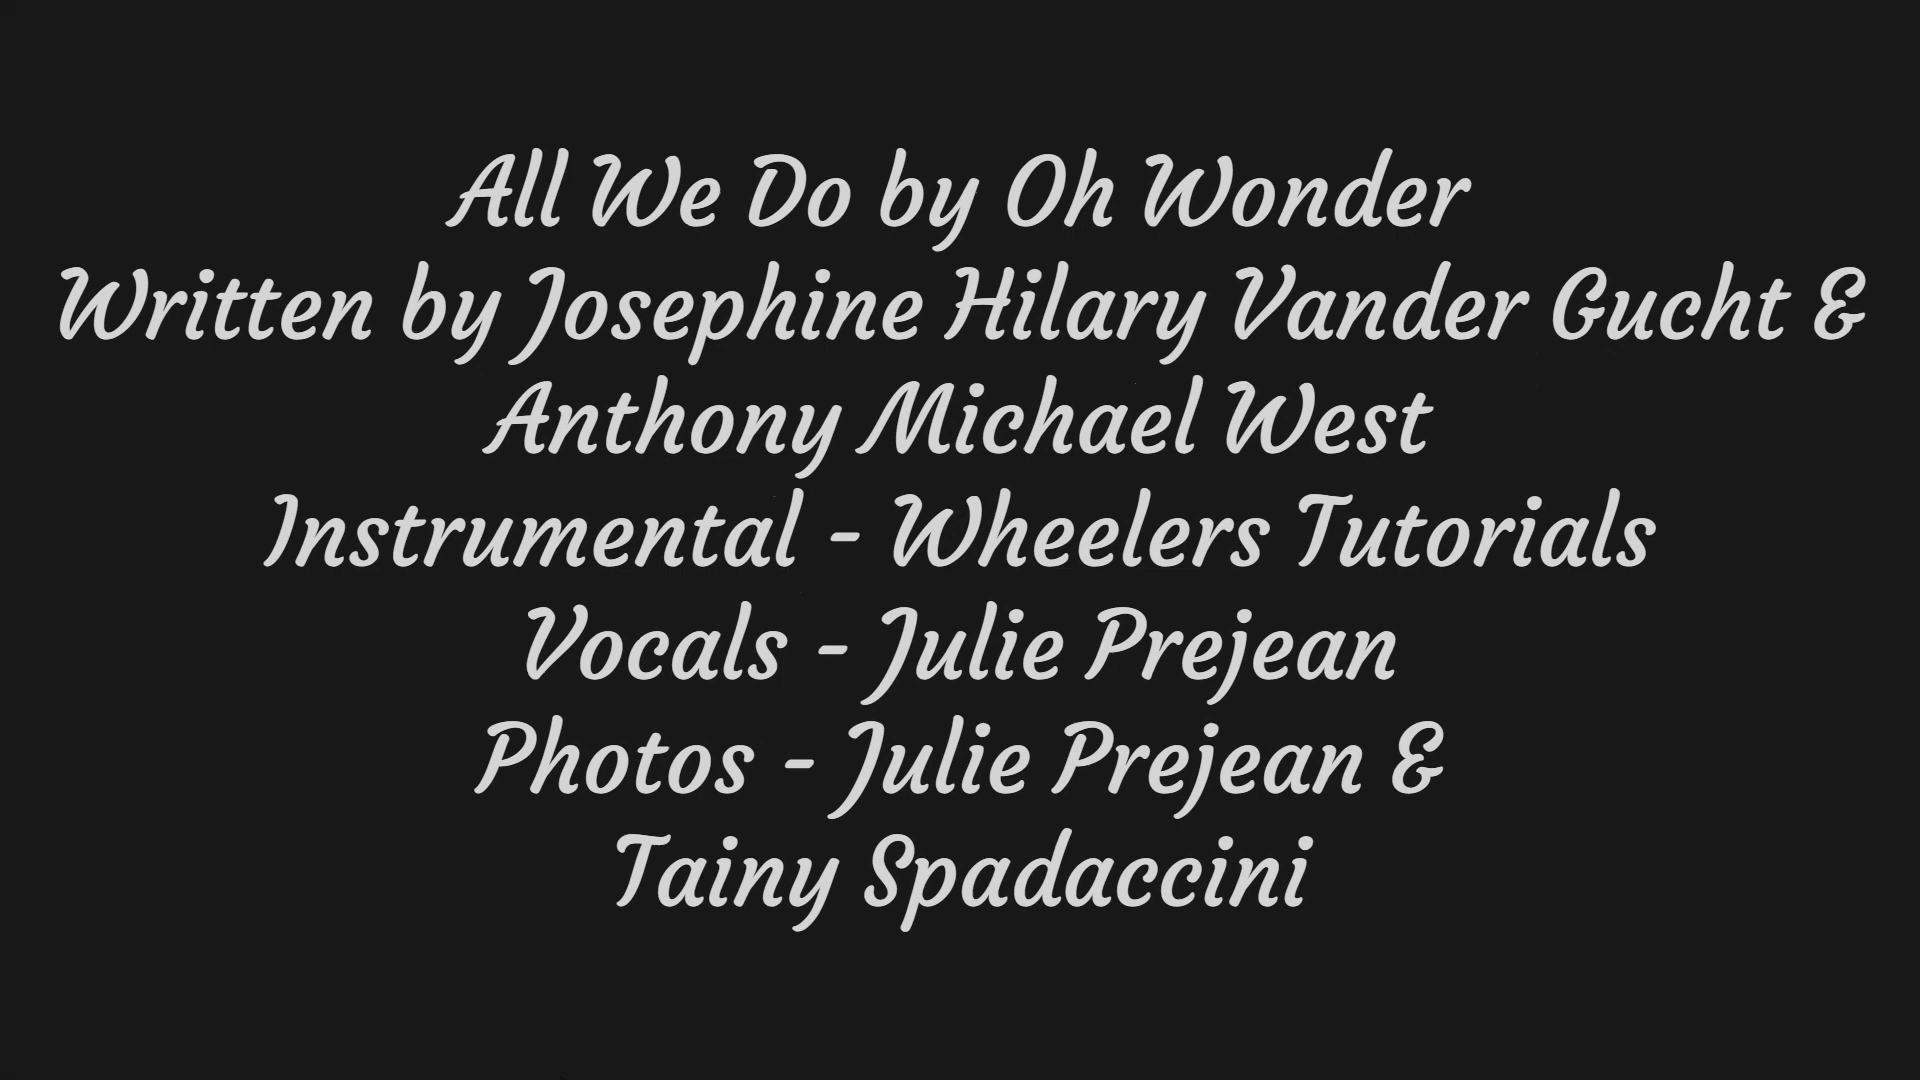 All We Do by Oh Wonder
Written by Josephine Hilary Vander Gucht &
Anthony Michael West
Instrumental - Wheelers Tutorials
Vocals - Julie Prejean
Photos - Julie Prejean &
Tainy Spadaccini